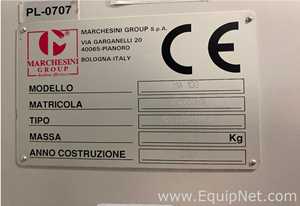 PL-0707
MARCHESINI GROUP S.p.A.
VIA GARGANELLI 20
40065-PIANORO
BOLOGNA ITALY
MARCHESINI
GROUP
CE
MODELLO
MATRICOLA
TIPO
MASSA Kg
ANNO COSTRUZIONE
© www.EquipNet.com